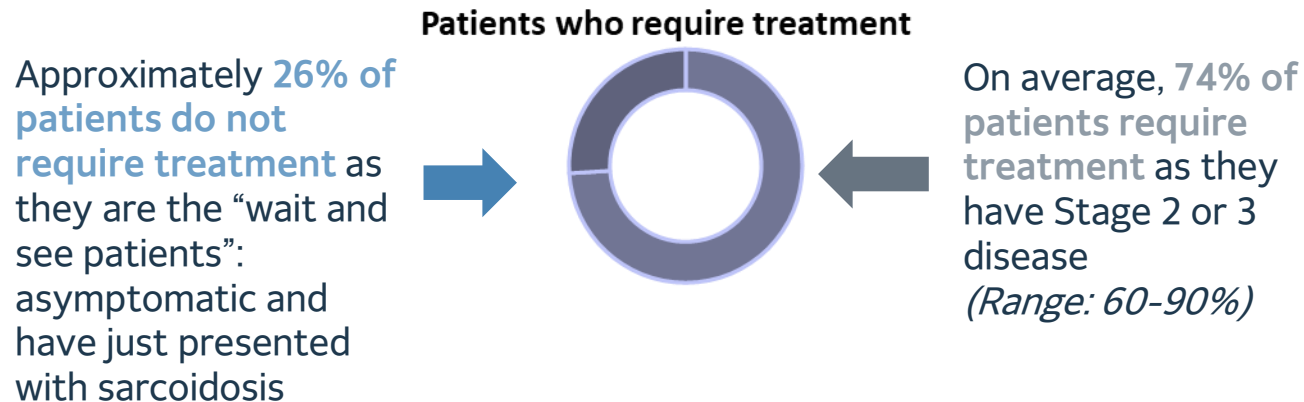 Patients who require treatment
Approximately 26% of
patients do not
require treatment as
they are the “wait and
see patients”:
asymptomatic and
have just presented
with sarcoidosis
On average, 74% of
patients require
treatment as they
have Stage 2 or 3
disease
(Range: 60-90%)